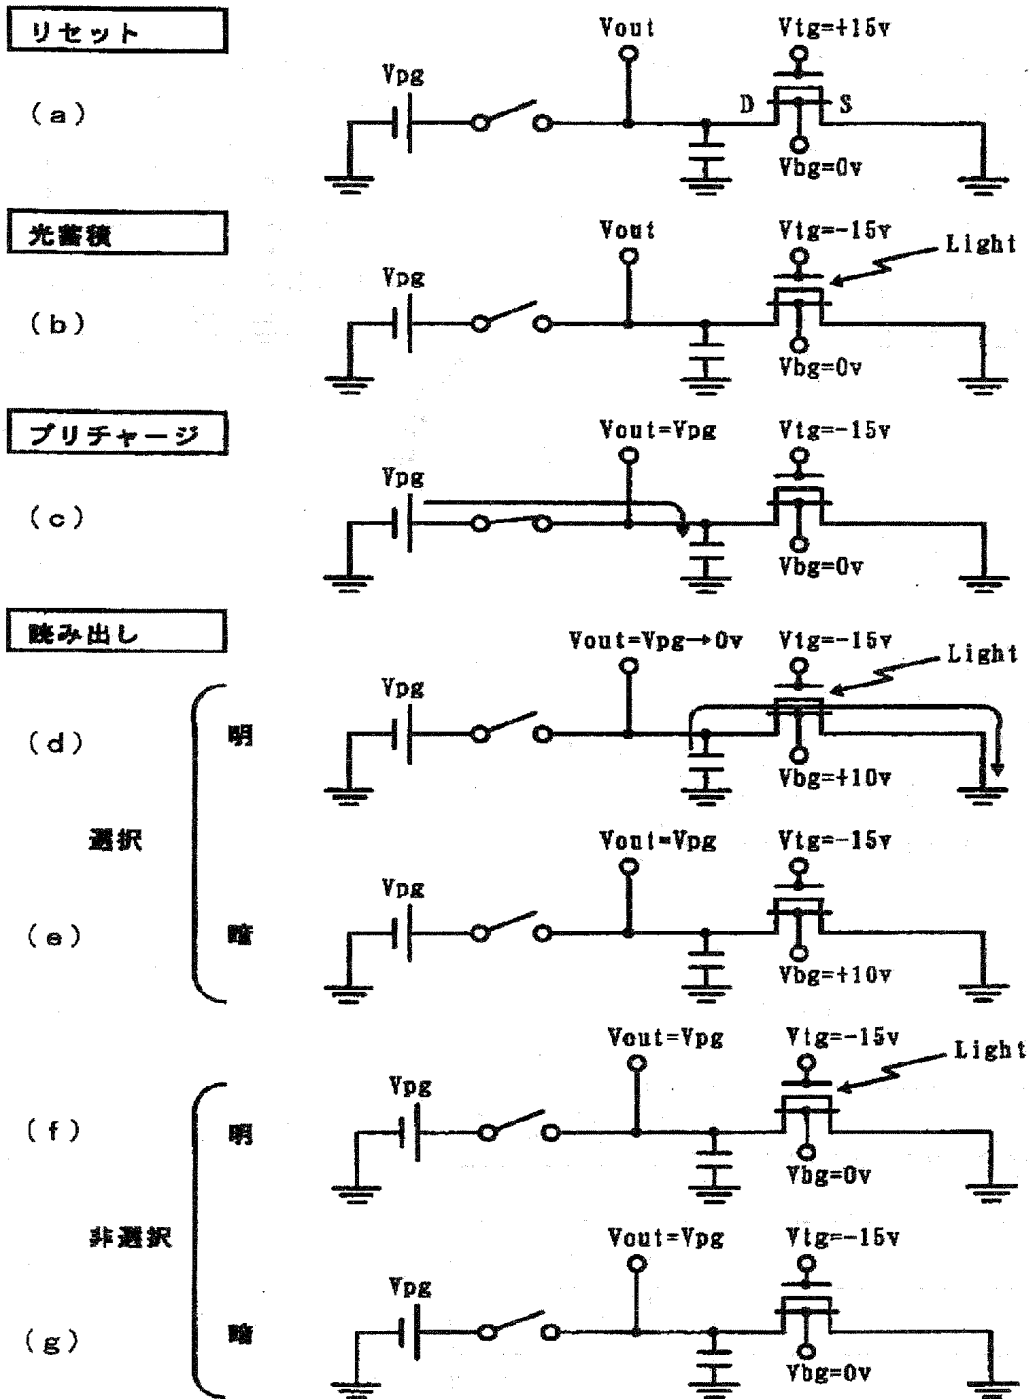 リセット
(a)
Vpg
Vout
Vtg=+15v
D
S
Vbg=0v
光蓄積
(b)
Vpg
Vout
Vtg=-15v
Light
Vbg=0v
プリチャージ
(c)
Vpg
Vout=Vpg
Vtg=-15v
Vbg=0v
読み出し
選択
(d)
明
Vpg
Vout=Vpg→0v
Vtg=-15v
Light
Vbg=+10v
(e)
暗
Vpg
Vout=Vpg
Vtg=-15v
Vbg=+10v
非選択
(f)
明
Vpg
Vout=Vpg
Vtg=-15v
Light
Vbg=0v
(g)
暗
Vpg
Vout=Vpg
Vtg=-15v
Vbg=0v